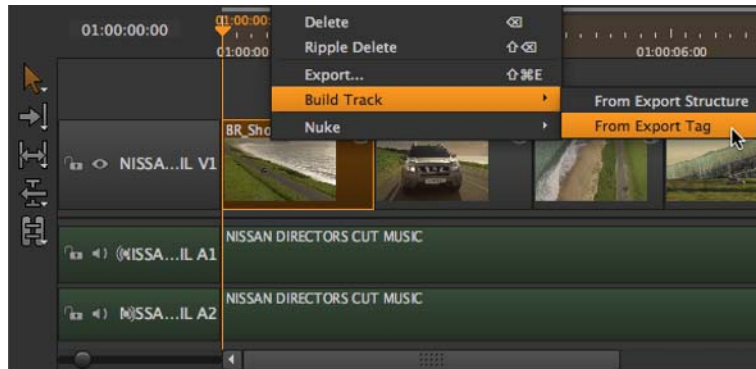 01:00:00:00
01:00:00:
01:00:00
01:00:06:00
Delete ⌫
Ripple Delete ⇧⌫
Export... ⇧⌘E
Build Track
From Export Structure
Nuke
From Export Tag
BR_Sho
NISSA...IL V1
NISSAN DIRECTORS CUT MUSIC
NISSA...IL A1
NISSAN DIRECTORS CUT MUSIC
SSA...IL A2